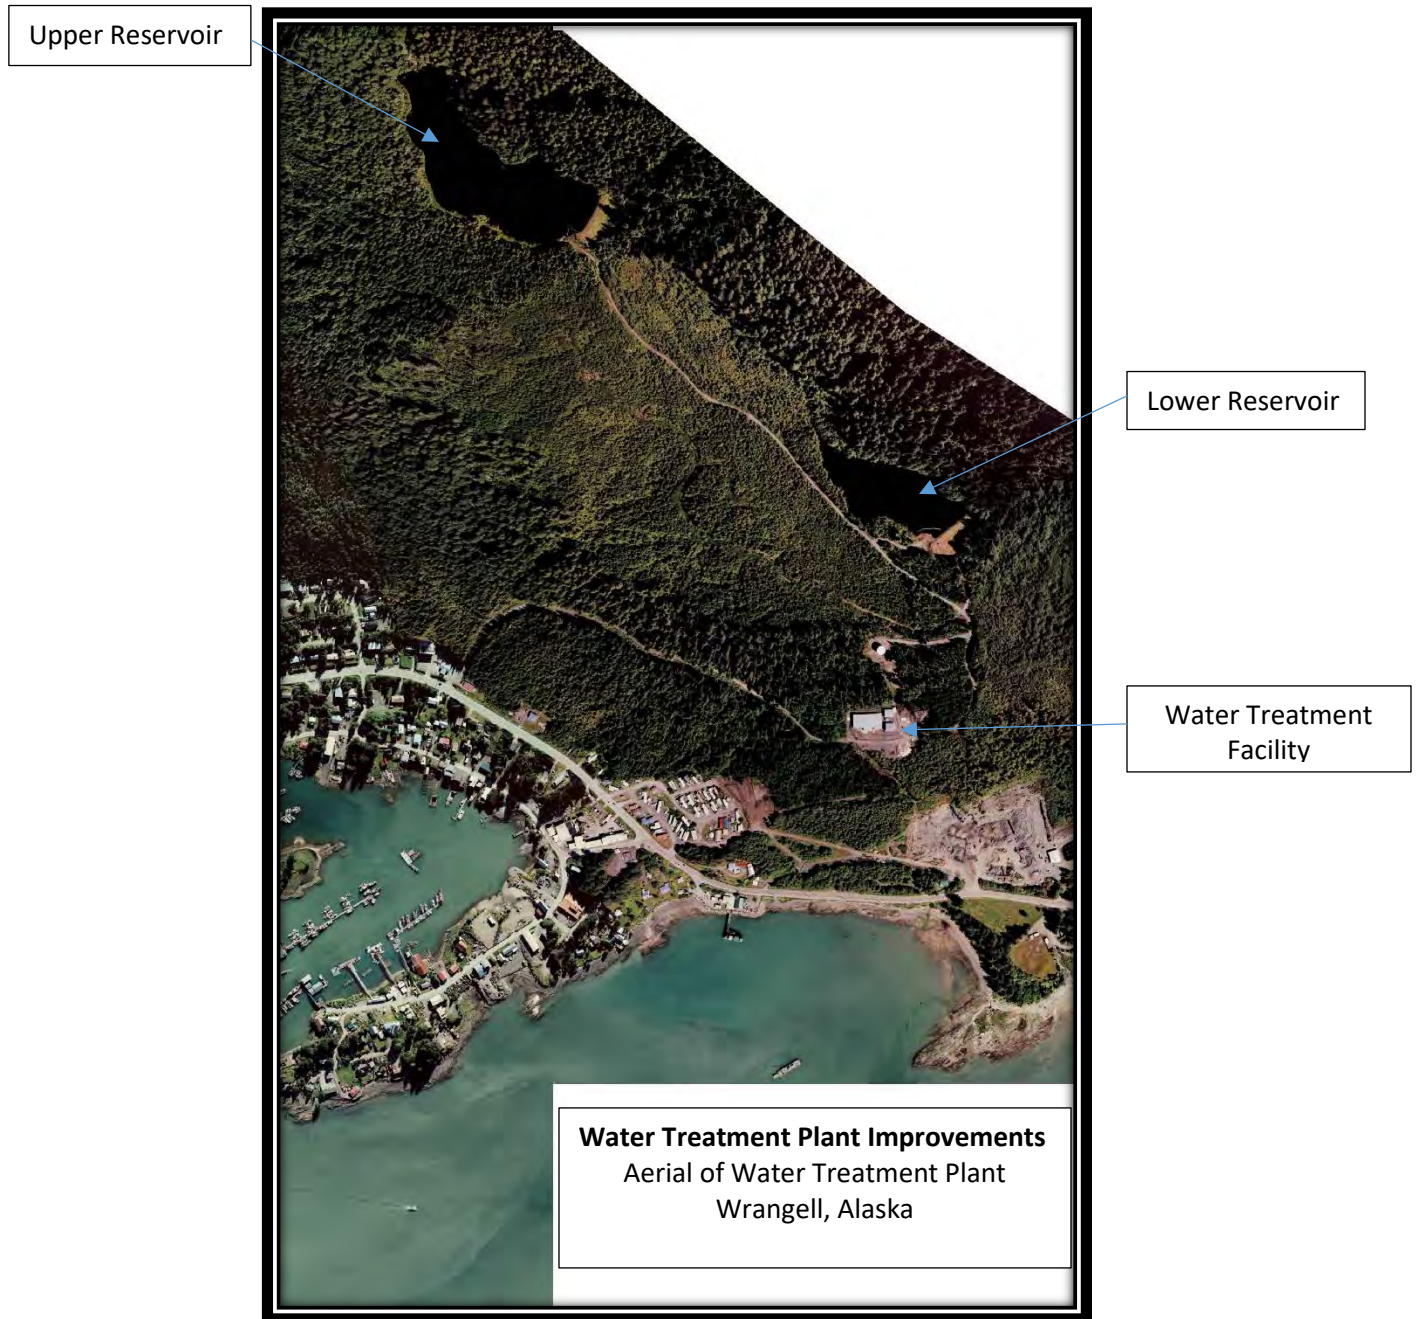 Upper Reservoir
Lower Reservoir
Water Treatment
Facility
Water Treatment Plant Improvements
Aerial of Water Treatment Plant
Wrangell, Alaska